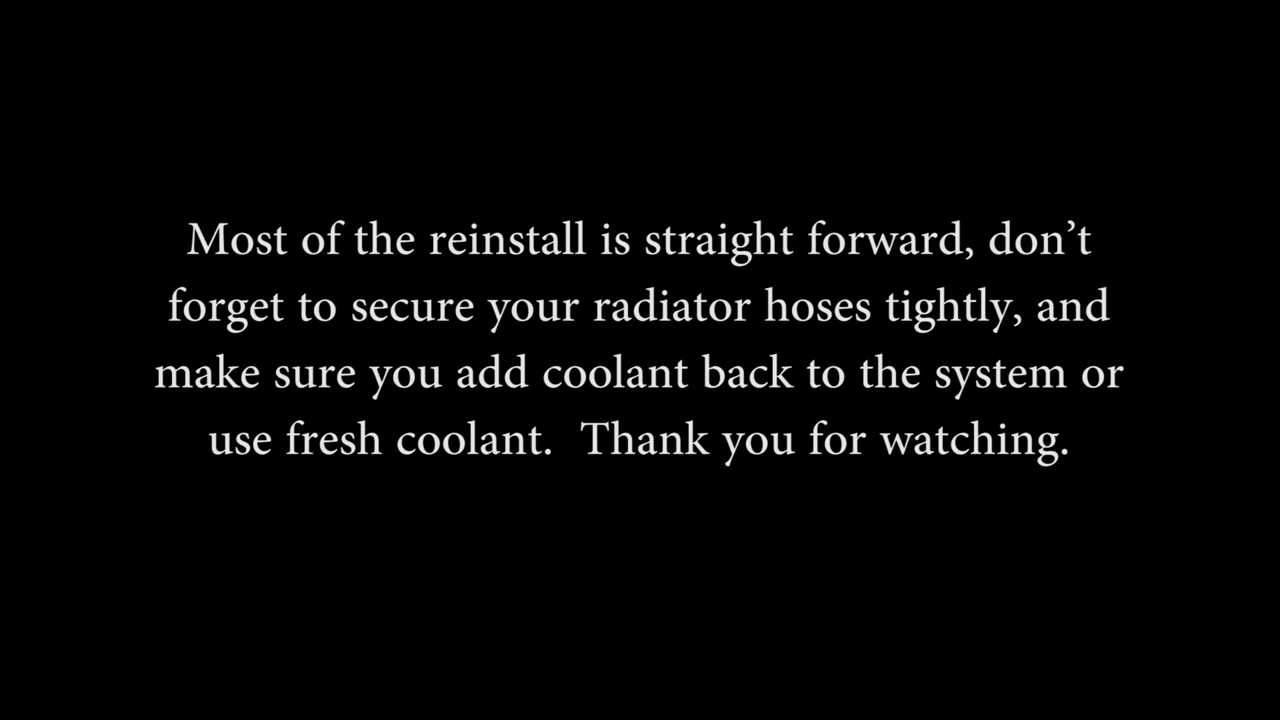 Most of the reinstall is straight forward, don’t
forget to secure your radiator hoses tightly, and
make sure you add coolant back to the system or
use fresh coolant.  Thank you for watching.